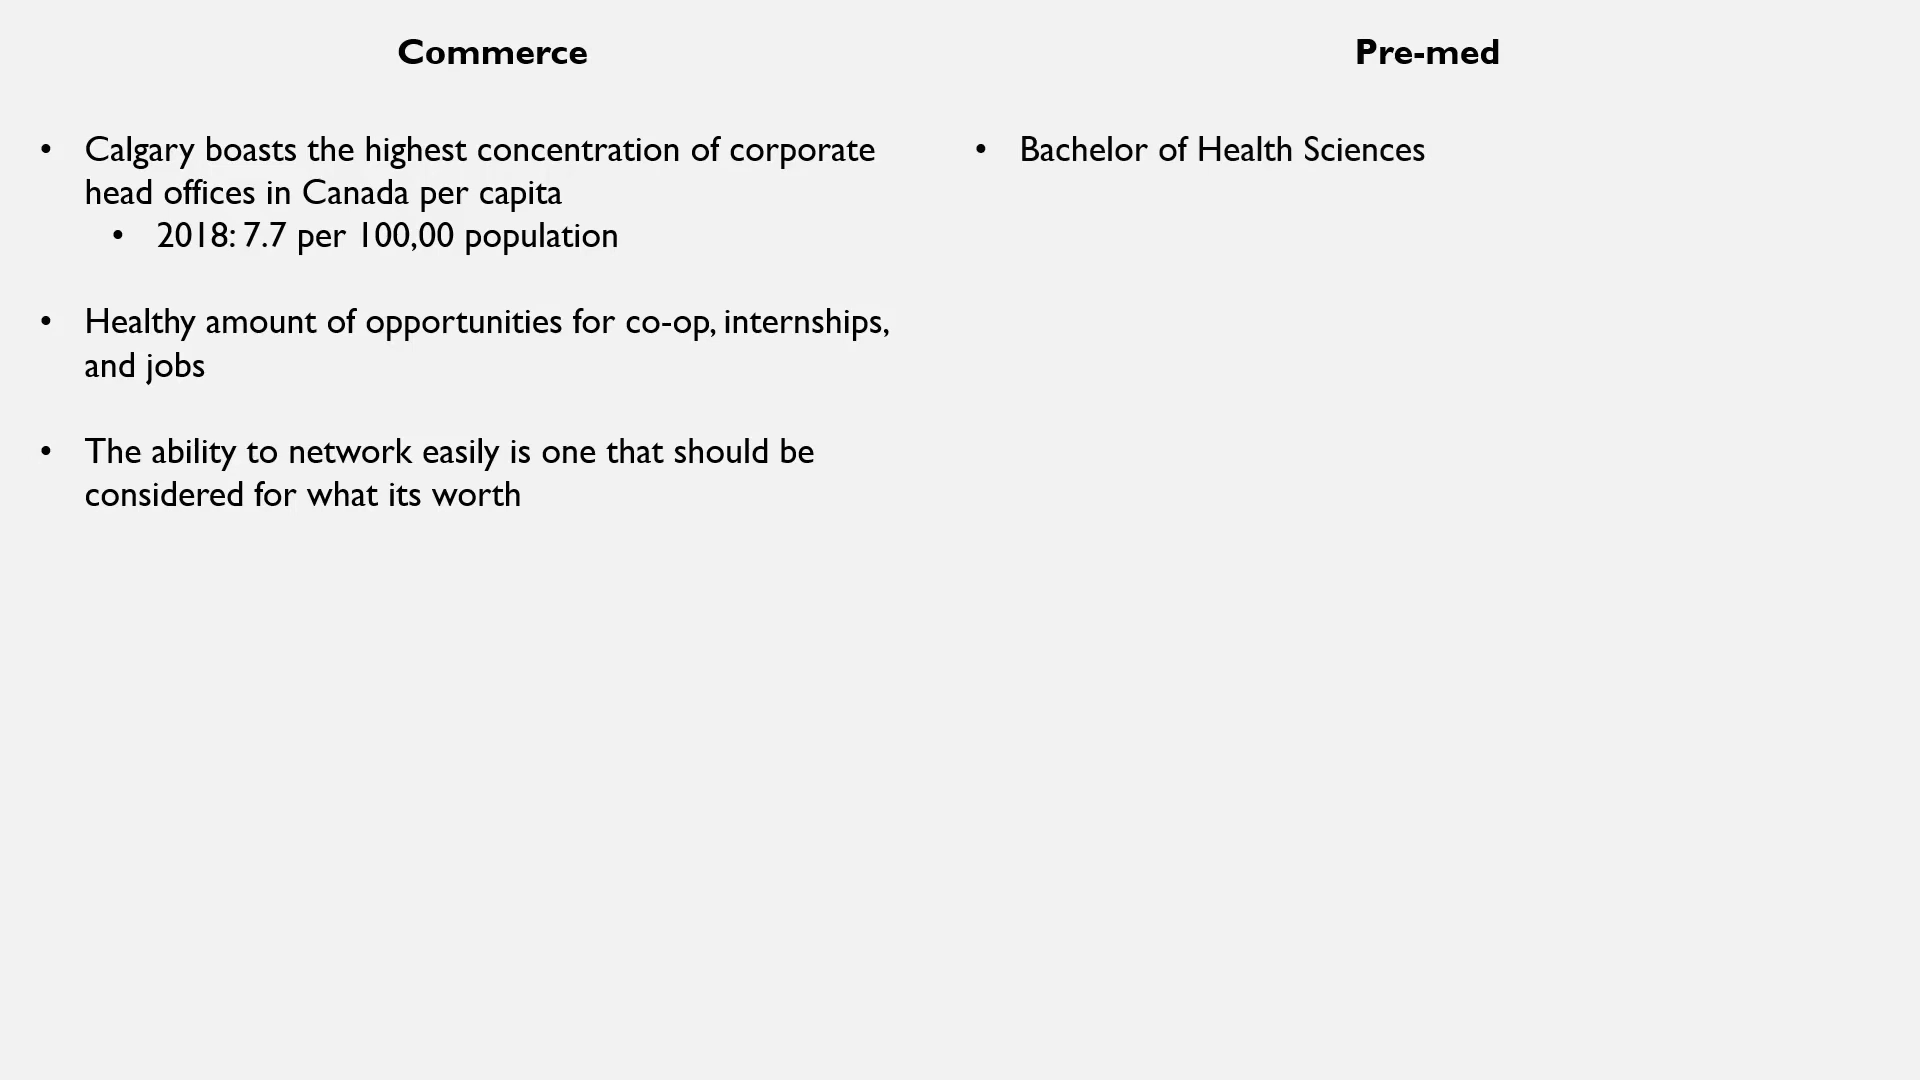 Commerce
• Calgary boasts the highest concentration of corporate
head offices in Canada per capita
• 2018: 7.7 per 100,00 population
• Healthy amount of opportunities for co-op, internships,
and jobs
• The ability to network easily is one that should be
considered for what its worth
Pre-med
• Bachelor of Health Sciences